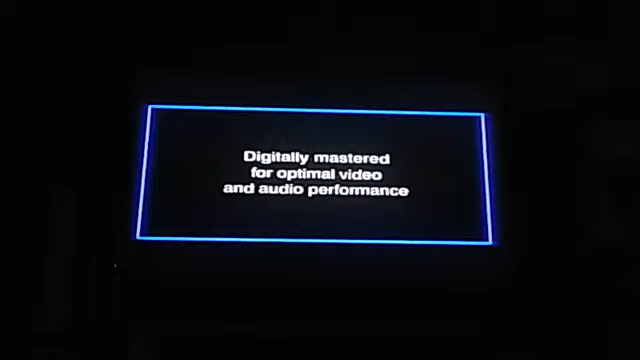 Digitally mastered
for optimal video
and audio performance